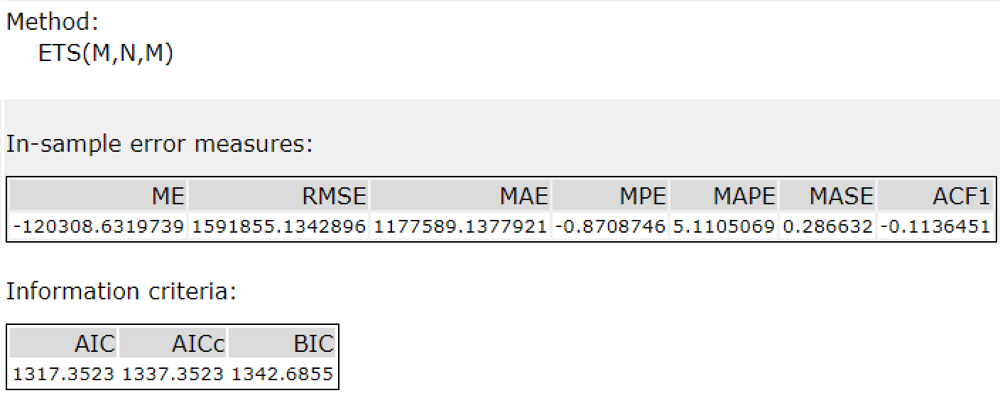 Method:
ETS(M,N,M)
In-sample error measures:
ME RMSE MAE MPE MAPE MASE ACF1
-120308.6319739 1591855.1342896 1177589.1377921 -0.8708746 5.1105069 0.286632 -0.1136451
Information criteria:
AIC AICc BIC
1317.3523 1337.3523 1342.6855